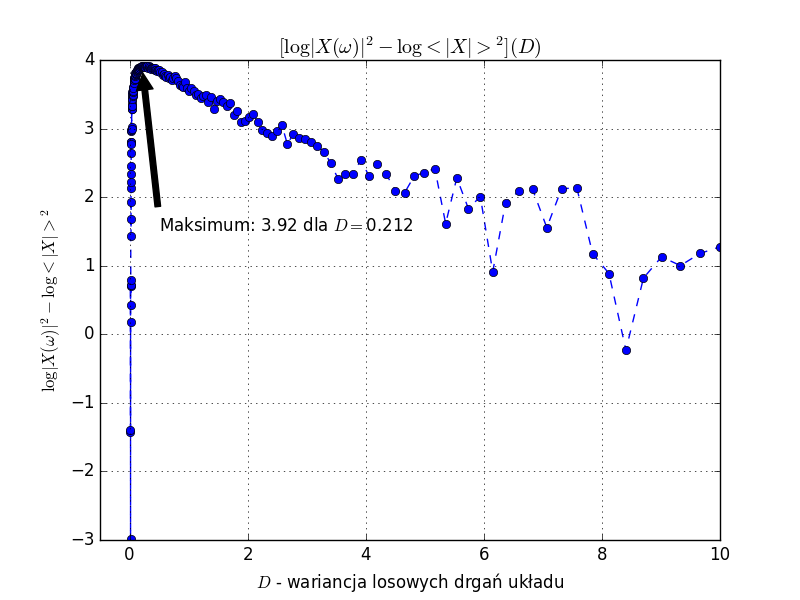 [log|X(ω)|² − log<|X|>²](D)
log|X(ω)|² − log<|X|>²
4
3
2
1
0
−1
−2
−3
Maksimum: 3.92 dla D=0.212
0 2 4 6 8 10
D - wariancja losowych drgań układu